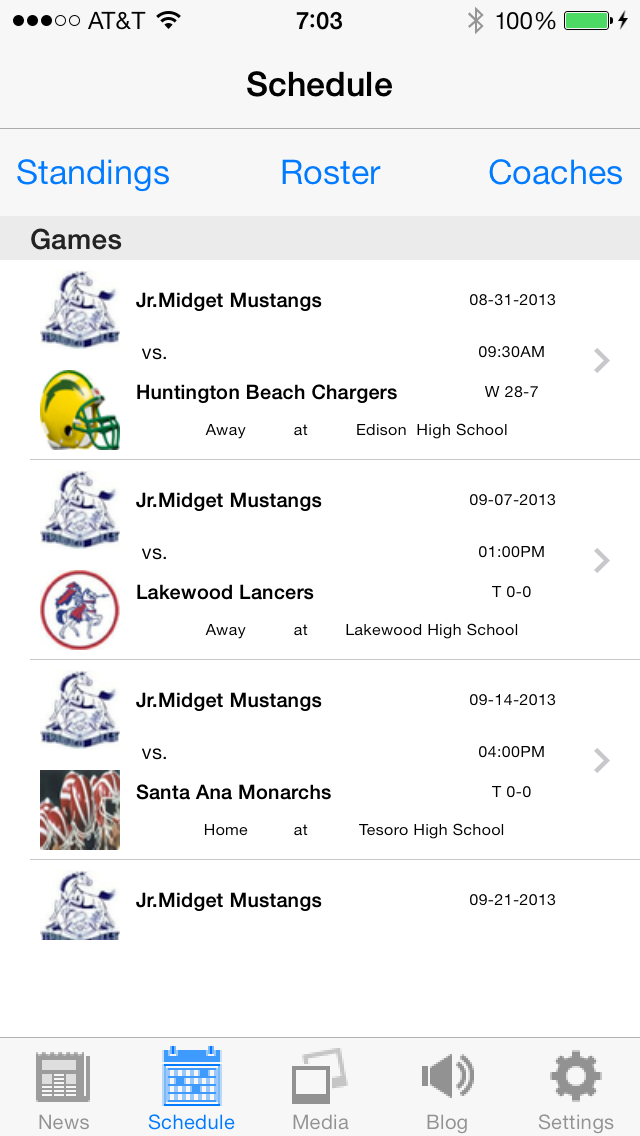 AT&T 7:03 100%
Schedule
Standings Roster Coaches
Games
Jr.Midget Mustangs 08-31-2013
vs. 09:30AM
Huntington Beach Chargers W 28-7
Away at Edison High School
Jr.Midget Mustangs 09-07-2013
vs. 01:00PM
Lakewood Lancers T 0-0
Away at Lakewood High School
Jr.Midget Mustangs 09-14-2013
vs. 04:00PM
Santa Ana Monarchs T 0-0
Home at Tesoro High School
Jr.Midget Mustangs 09-21-2013
News Schedule Media Blog Settings